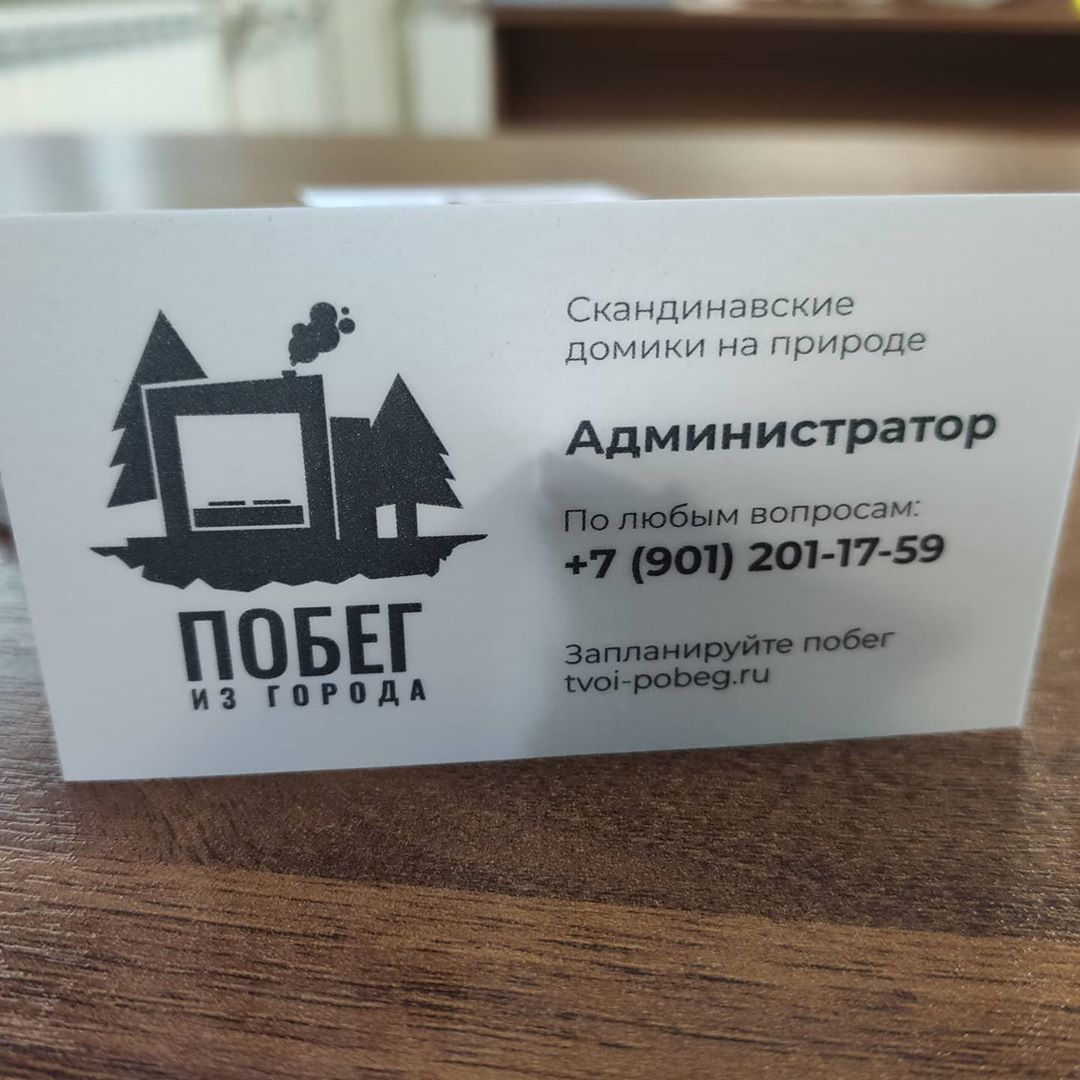 ПОБЕГ
ИЗ ГОРОДА
Скандинавские
домики на природе
Администратор
По любым вопросам:
+7 (901) 201-17-59
Запланируйте побег
tvoi-pobeg.ru